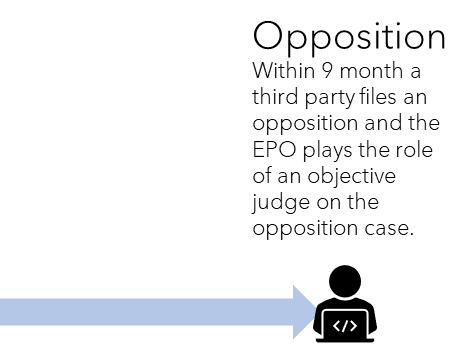 Opposition
Within 9 month a
third party files an
opposition and the
EPO plays the role
of an objective
judge on the
opposition case.
</>